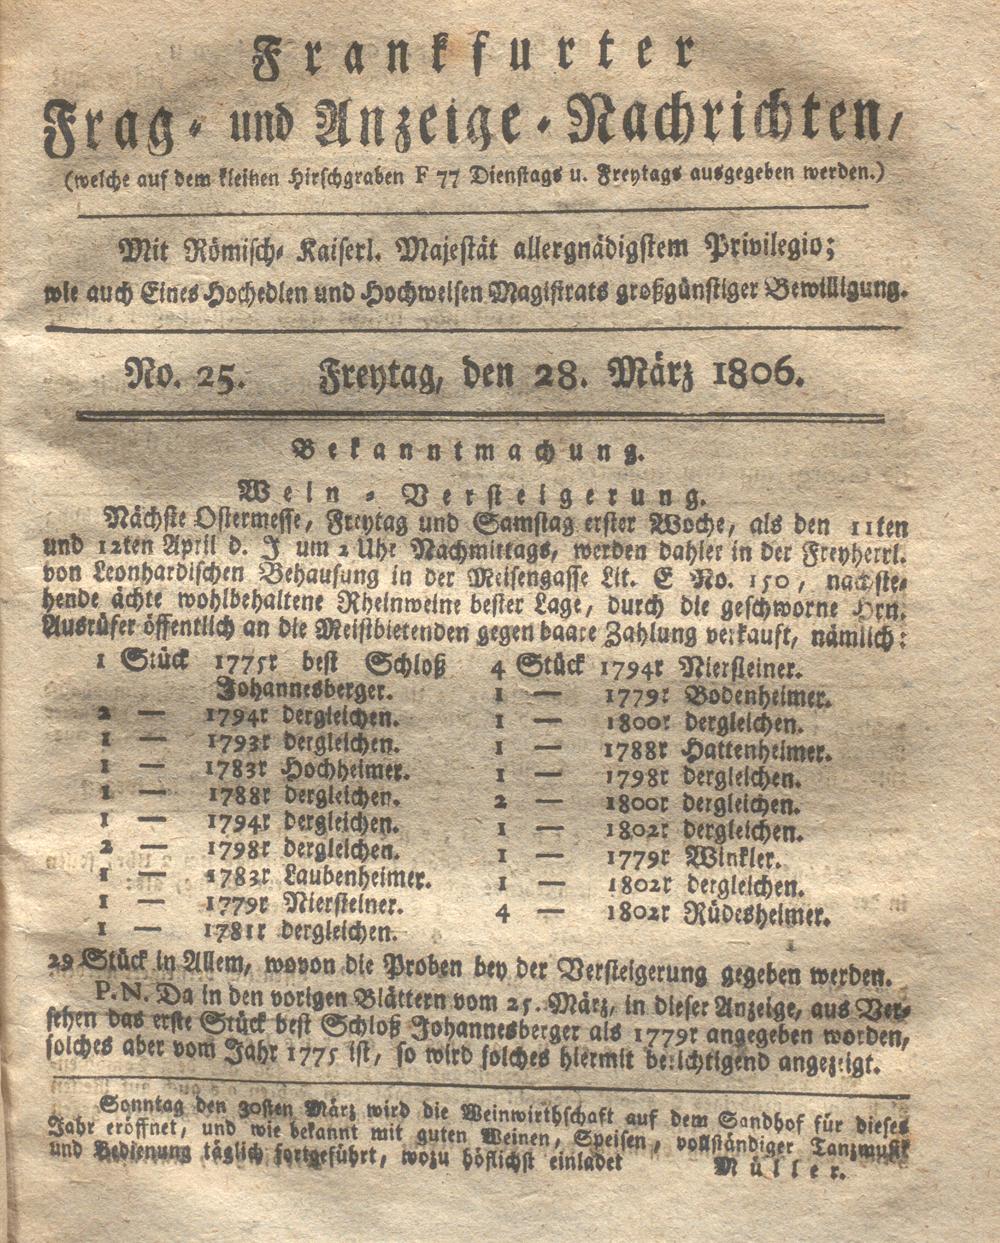 Frankfurter
Frag- und Anzeige-Nachrichten,
(welche auf dem kleinen Hirschgraben F 77 Dienstags u. Freytags ausgegeben werden.)
Mit Römisch-Kaiserl. Majestät allergnädigstem Privilegio;
wie auch Eines Hochedlen und Hochweisen Magistrats großgünstiger Bewilligung.
No. 25. Freytag, den 28. März 1806.
Bekanntmachung.
Wein-Versteigerung.
Nächste Ostermesse, Freytag und Samstag erster Woche, als den 11ten
und 12ten April d. J um 2 Uhr Nachmittags, werden dahier in der Freyherrl.
von Leonhardischen Behausung in der Meisengasse Lit. E No. 150, nachste-
hende ächte wohlbehaltene Rheinweine bester Lage, durch die geschworne Hrn.
Ausrüfer öffentlich an die Meistbietenden gegen baare Zahlung verkauft, nämlich:
1 Stück 1775r best Schloß
Johannesberger.
2 — 1794r dergleichen.
1 — 1793r dergleichen.
1 — 1783r Hochheimer.
1 — 1788r dergleichen.
1 — 1794r dergleichen.
2 — 1798r dergleichen.
1 — 1783r Laubenheimer.
1 — 1779r Niersteiner.
1 — 1781r dergleichen.
4 Stück 1794r Niersteiner.
1 — 1779r Bodenheimer.
1 — 1800r dergleichen.
1 — 1788r Hattenheimer.
1 — 1798r dergleichen.
2 — 1800r dergleichen.
1 — 1802r dergleichen.
1 — 1779r Winkler.
1 — 1802r dergleichen.
4 — 1802r Rüdesheimer.
29 Stück in Allem, wovon die Proben bey der Versteigerung gegeben werden.
P. N. Da in den vorigen Blättern vom 25. März, in dieser Anzeige, aus Ver-
sehen das erste Stück best Schloß Johannesberger als 1779r angegeben worden,
solches aber vom Jahr 1775 ist, so wird solches hiermit berichtigend angezeigt.
Sonntag den 30sten März wird die Weinwirthschaft auf dem Sandhof für dieses
Jahr eröffnet, und wie bekannt mit guten Weinen, Speisen, vollständiger Tanzmusik
und Bedienung täglich fortgeführt, wozu höflichst einladet Müller.